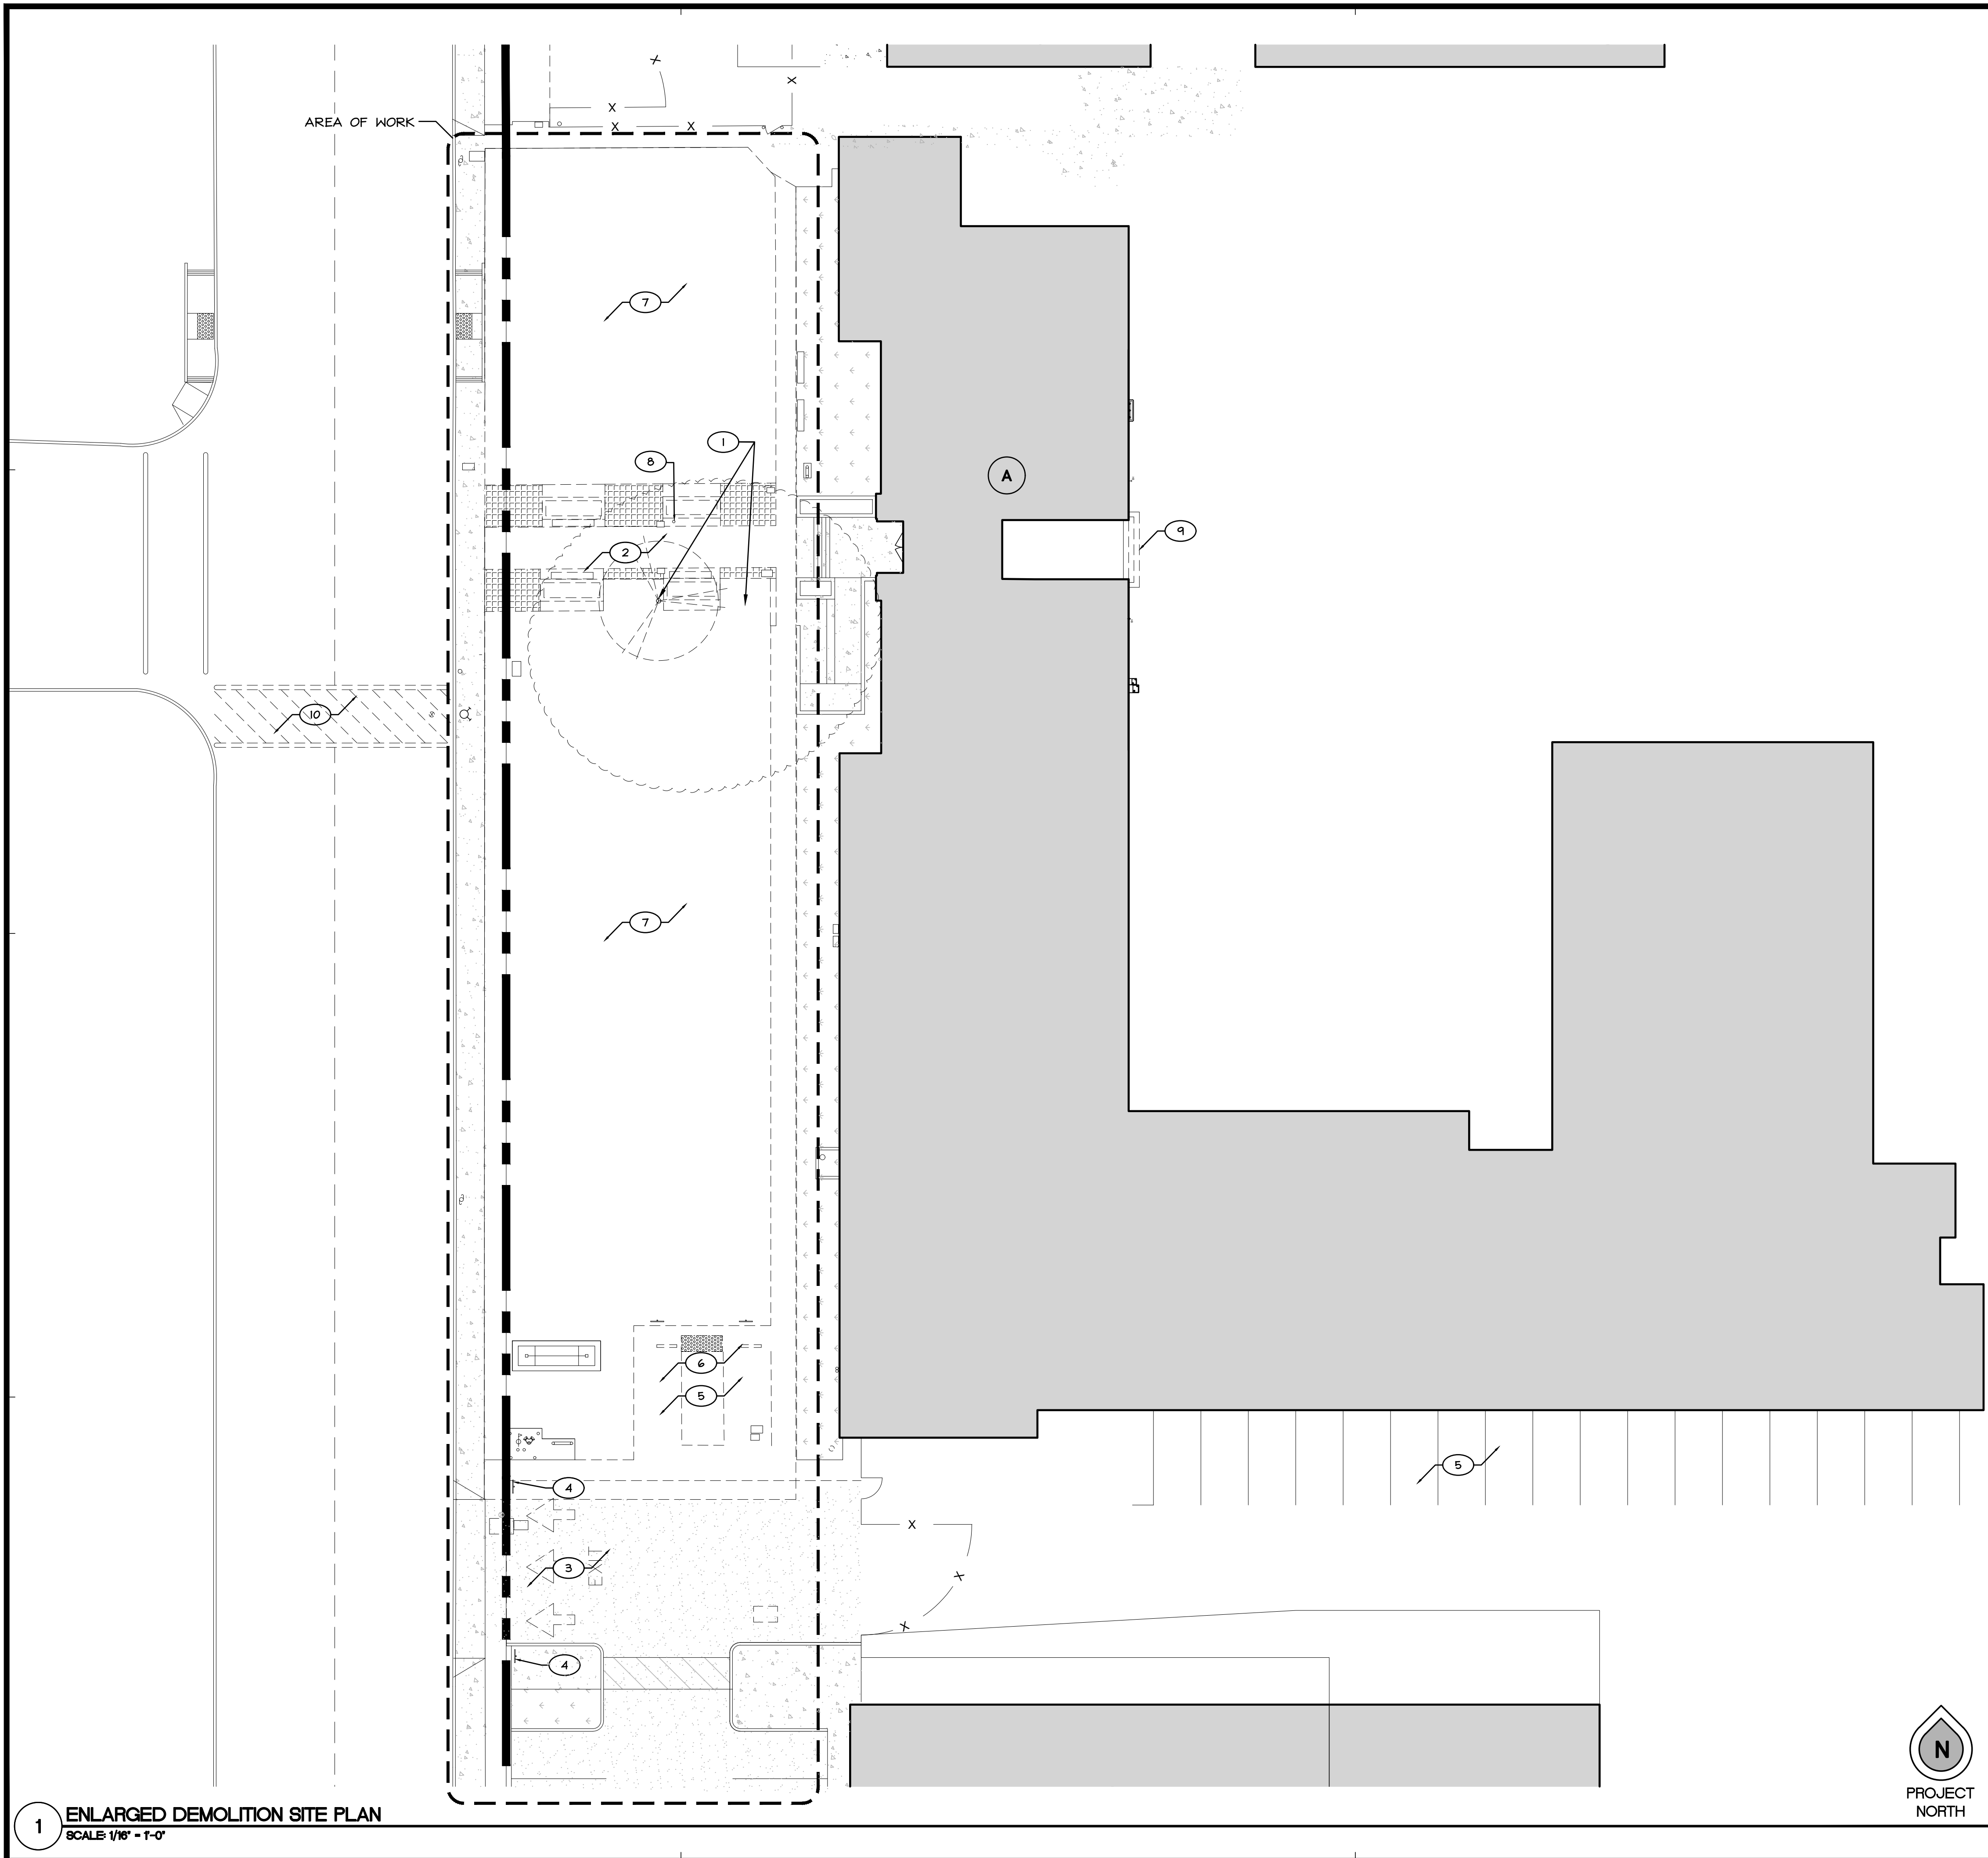 X
X
X
X
X
AREA OF WORK
7
1
8
A
2
9
10
S
7
6
5
4
5
X
3
EXIT
X
X
4
N
PROJECT
NORTH
1
ENLARGED DEMOLITION SITE PLAN
SCALE: 1/16" = 1'-0"